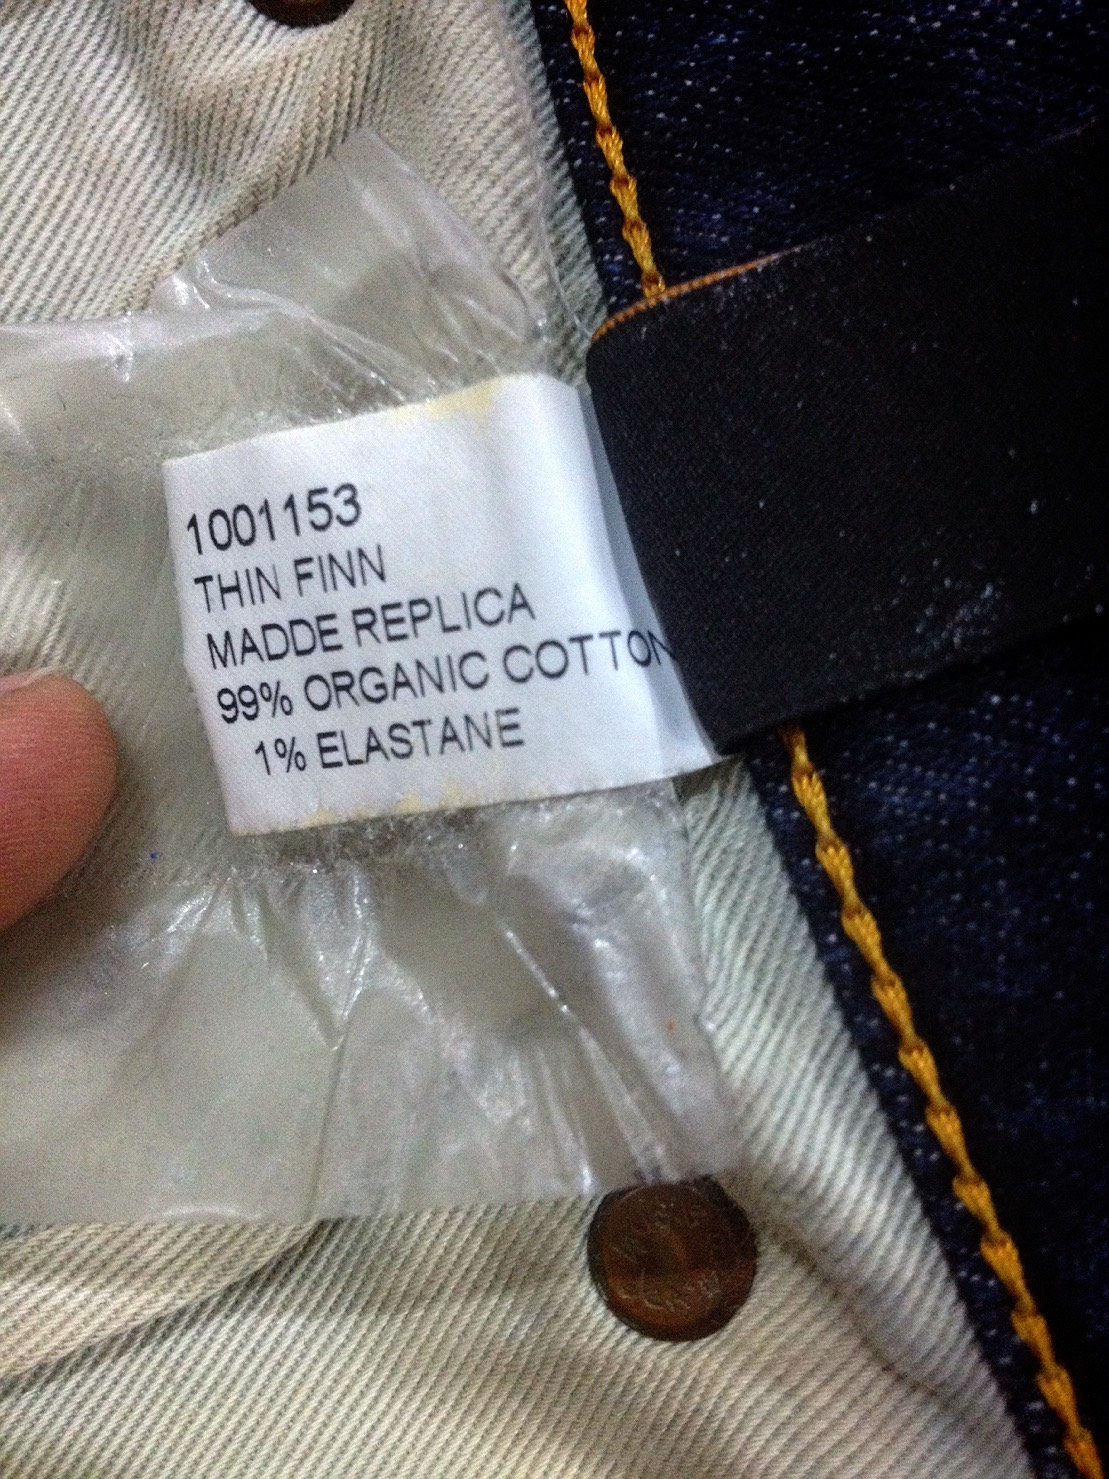 1001153
THIN FINN
MADDE REPLICA
99% ORGANIC COTTON
1% ELASTANE